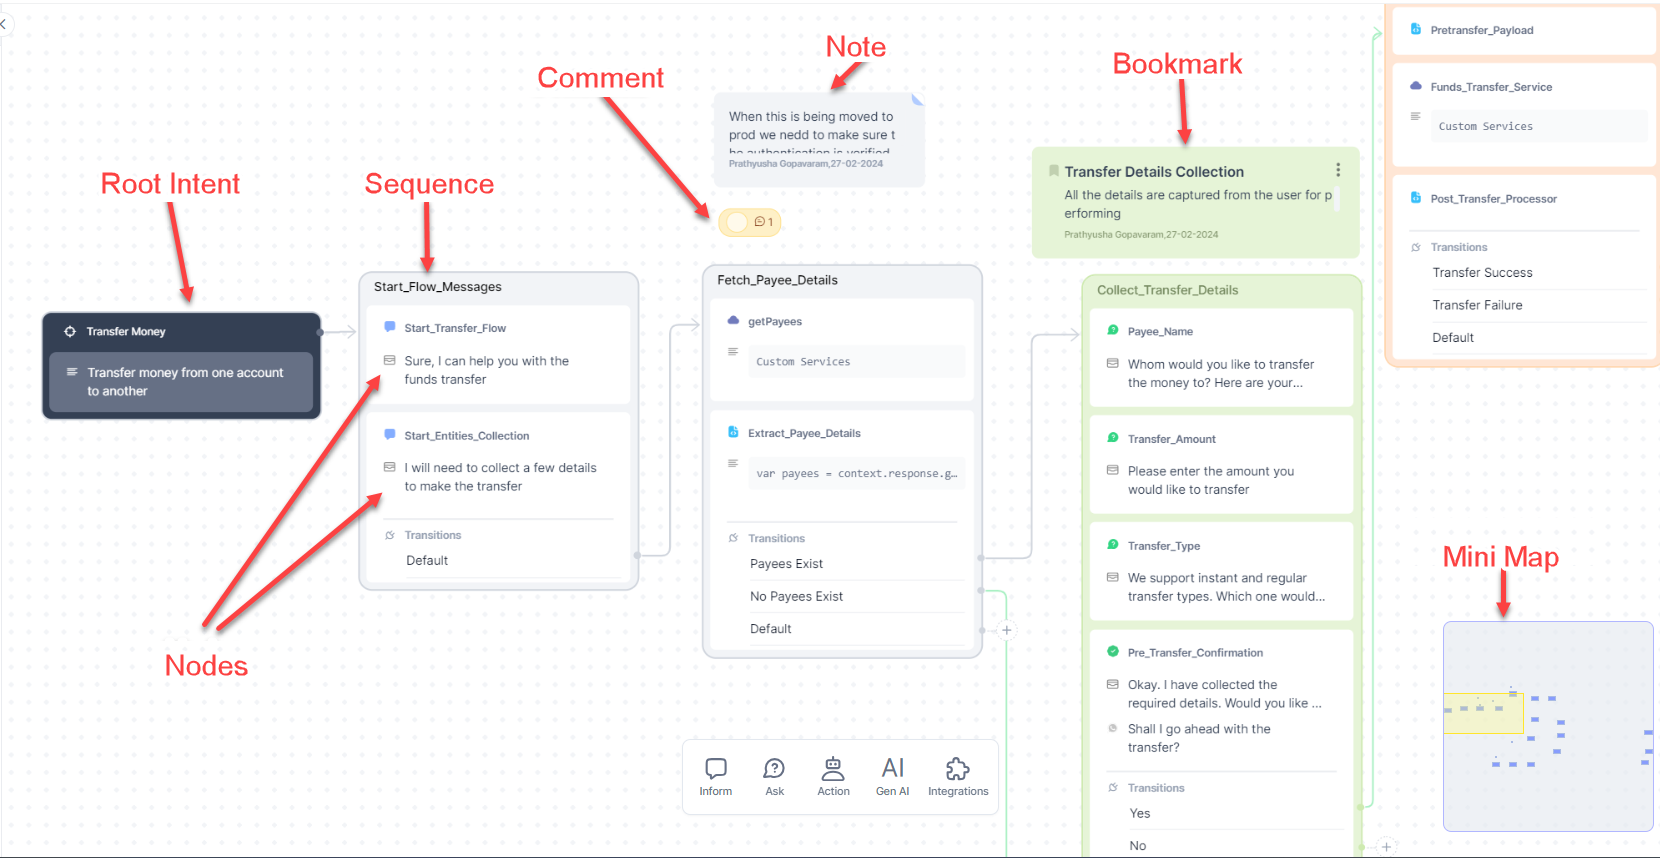 Note
Comment
Bookmark
Root Intent
Sequence
When this is being moved to
prod we nedd to make sure t
he authentication is verified
Prathyusha Gopavaram,27-02-2024
1
Transfer Details Collection
All the details are captured from the user for p
erforming
Prathyusha Gopavaram,27-02-2024
Transfer Money
Transfer money from one account
to another
Start_Flow_Messages
Start_Transfer_Flow
Sure, I can help you with the
funds transfer
Start_Entities_Collection
I will need to collect a few details
to make the transfer
Transitions
Default
Nodes
Fetch_Payee_Details
getPayees
Custom Services
Extract_Payee_Details
var payees = context.response.g…
Transitions
Payees Exist
No Payees Exist
Default
Collect_Transfer_Details
Payee_Name
Whom would you like to transfer
the money to? Here are your...
Transfer_Amount
Please enter the amount you
would like to transfer
Transfer_Type
We support instant and regular
transfer types. Which one would...
Pre_Transfer_Confirmation
Okay. I have collected the
required details. Would you like ...
Shall I go ahead with the
transfer?
Transitions
Yes
No
Pretransfer_Payload
Funds_Transfer_Service
Custom Services
Post_Transfer_Processor
Transitions
Transfer Success
Transfer Failure
Default
Mini Map
Inform
Ask
Action
AI
Gen AI
Integrations